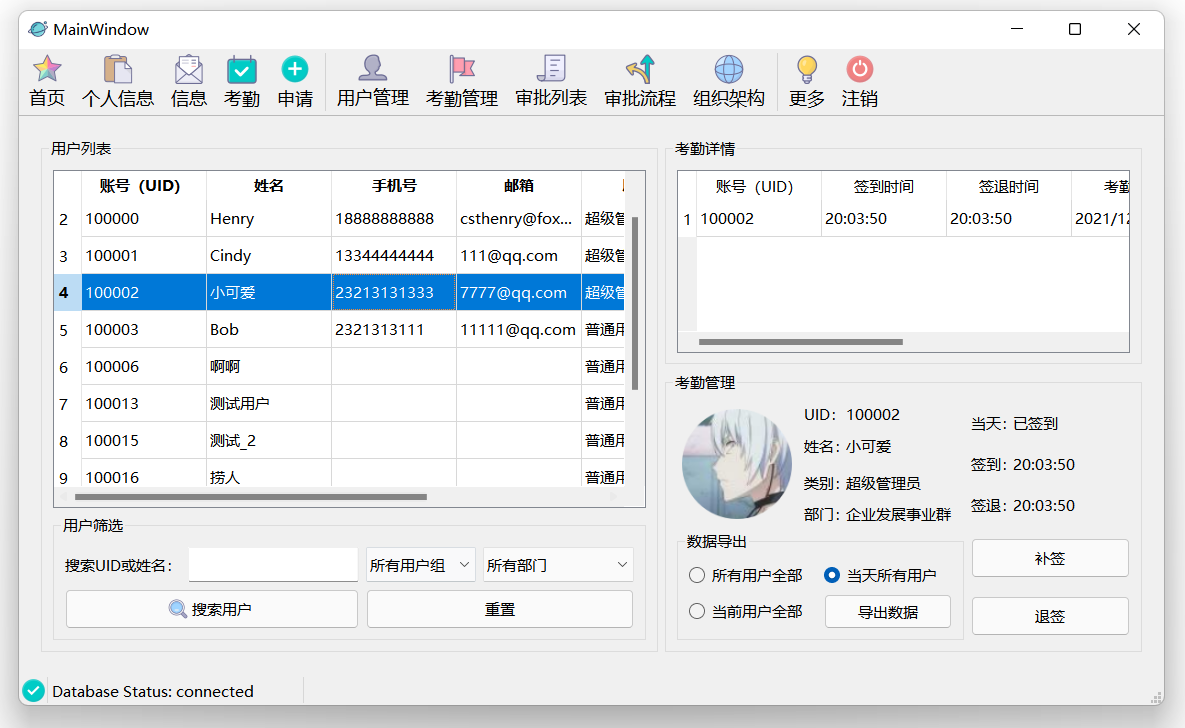 MainWindow
首页 个人信息 信息 考勤 申请 用户管理 考勤管理 审批列表 审批流程 组织架构 更多 注销
用户列表
账号（UID） 姓名 手机号 邮箱
2 100000 Henry 18888888888 csthenry@fox... 超级管
3 100001 Cindy 13344444444 111@qq.com 超级管
4 100002 小可爱 23213131333 7777@qq.com 超级管
5 100003 Bob 2321313111 11111@qq.com 普通用
6 100006 啊啊 普通用
7 100013 测试用户 普通用
8 100015 测试_2 普通用
9 100016 捞人 普通用
用户筛选
搜索UID或姓名： 所有用户组 所有部门
搜索用户 重置
考勤详情
账号（UID） 签到时间 签退时间 考勤
1 100002 20:03:50 20:03:50 2021/12
考勤管理
UID：100002
姓名：小可爱
类别：超级管理员
部门：企业发展事业群
当天：已签到
签到：20:03:50
签退：20:03:50
数据导出
所有用户全部 当天所有用户
当前用户全部 导出数据
补签
退签
Database Status: connected